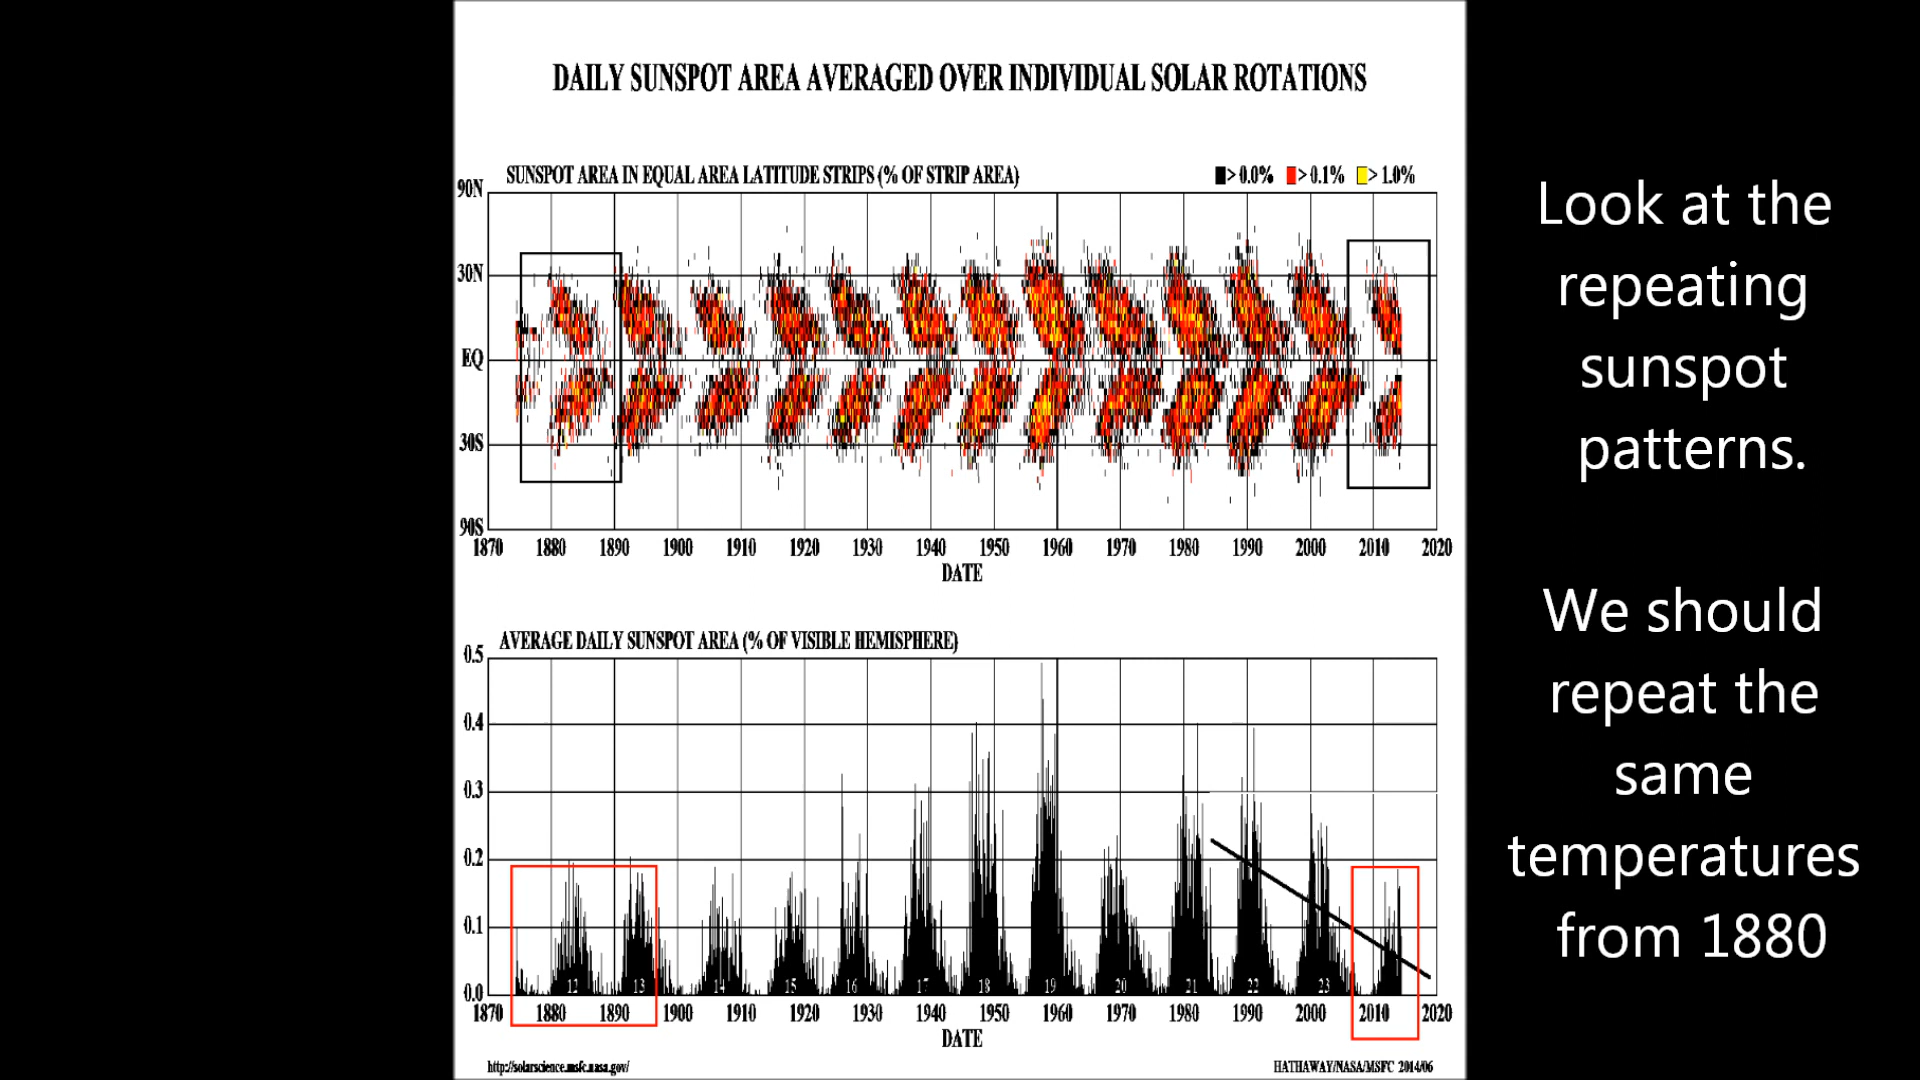 DAILY SUNSPOT AREA AVERAGED OVER INDIVIDUAL SOLAR ROTATIONS
SUNSPOT AREA IN EQUAL AREA LATITUDE STRIPS (% OF STRIP AREA)
> 0.0% > 0.1% > 1.0%
90N
30N
EQ
30S
90S
1870 1880 1890 1900 1910 1920 1930 1940 1950 1960 1970 1980 1990 2000 2010 2020
DATE
AVERAGE DAILY SUNSPOT AREA (% OF VISIBLE HEMISPHERE)
0.5
0.4
0.3
0.2
0.1
0.0
12 13 14 15 16 17 18 19 20 21 22 23
1870 1880 1890 1900 1910 1920 1930 1940 1950 1960 1970 1980 1990 2000 2010 2020
DATE
http://solarscience.msfc.nasa.gov/
HATHAWAY/NASA/MSFC 2014/06
Look at the
repeating
sunspot
patterns.
We should
repeat the
same
temperatures
from 1880